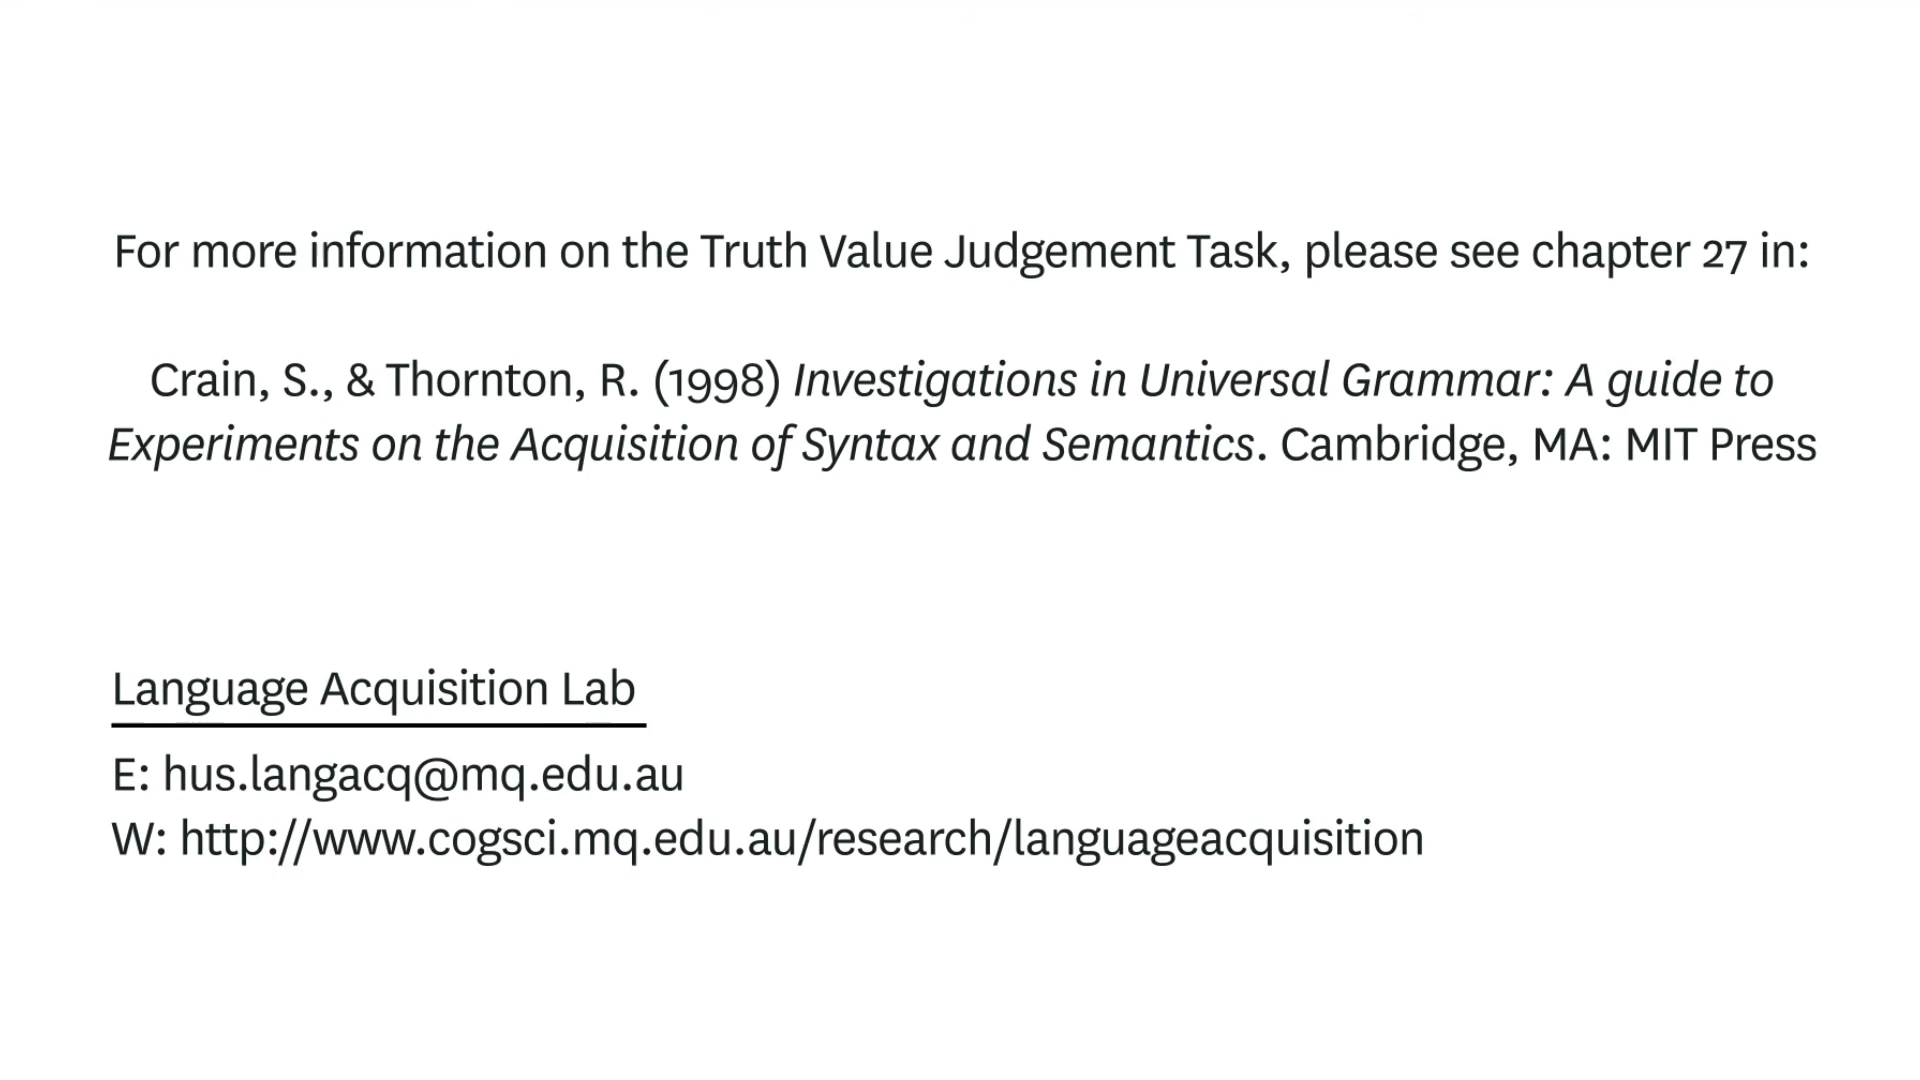 For more information on the Truth Value Judgement Task, please see chapter 27 in:
Crain, S., & Thornton, R. (1998) Investigations in Universal Grammar: A guide to
Experiments on the Acquisition of Syntax and Semantics. Cambridge, MA: MIT Press
Language Acquisition Lab
E: hus.langacq@mq.edu.au
W: http://www.cogsci.mq.edu.au/research/languageacquisition